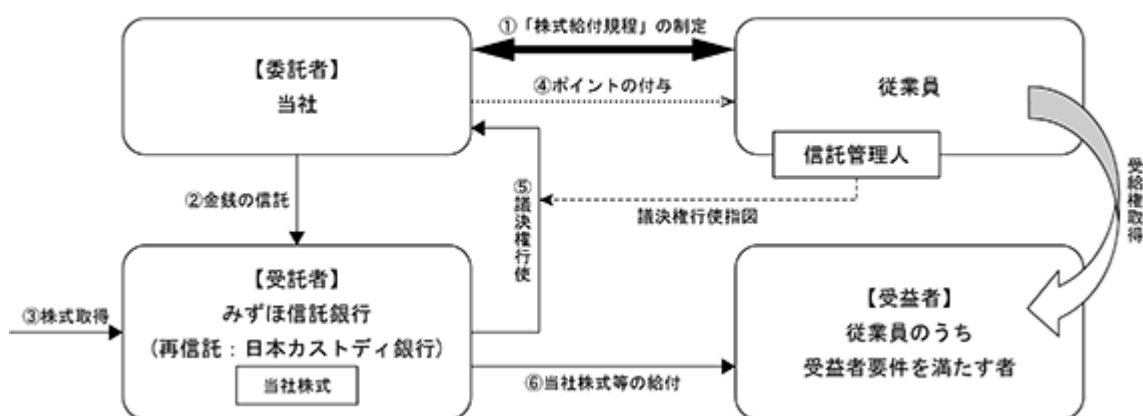 ①「株式給付規程」の制定
【委託者】
当社
④ポイントの付与
従業員
信託管理人
②金銭の信託
⑤議決権行使
議決権行使指図
受給権取得
【受託者】
みずほ信託銀行
（再信託：日本カストディ銀行）
当社株式
③株式取得
⑥当社株式等の給付
【受益者】
従業員のうち
受益者要件を満たす者